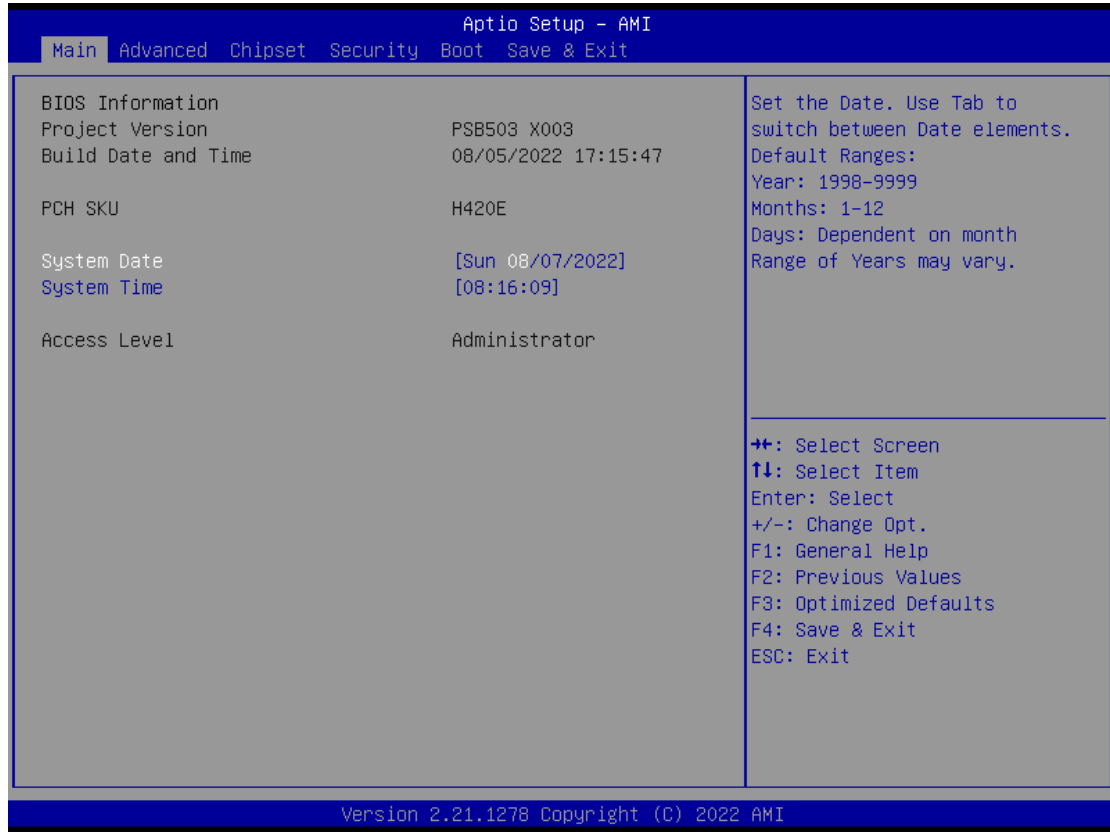 Aptio Setup – AMI
Main Advanced Chipset Security Boot Save & Exit
BIOS Information
Project Version PSB503 X003
Build Date and Time 08/05/2022 17:15:47
PCH SKU H420E
System Date [Sun 08/07/2022]
System Time [08:16:09]
Access Level Administrator
Set the Date. Use Tab to
switch between Date elements.
Default Ranges:
Year: 1998-9999
Months: 1-12
Days: Dependent on month
Range of Years may vary.
→←: Select Screen
↑↓: Select Item
Enter: Select
+/-: Change Opt.
F1: General Help
F2: Previous Values
F3: Optimized Defaults
F4: Save & Exit
ESC: Exit
Version 2.21.1278 Copyright (C) 2022 AMI